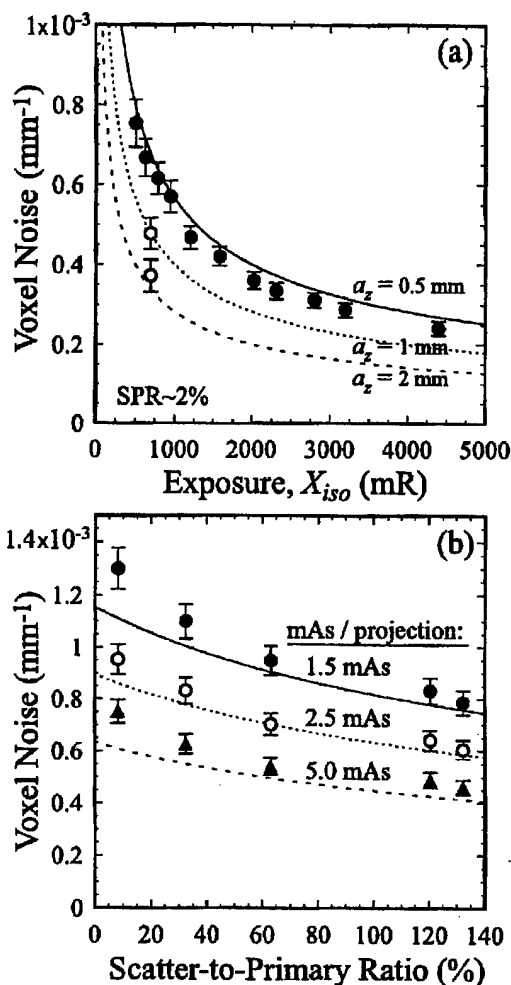 1×10⁻³
(a)
0.8
0.6
0.4
0.2
0
Voxel Noise (mm⁻¹)
a_z = 0.5 mm
a_z = 1 mm
a_z = 2 mm
SPR~2%
0 1000 2000 3000 4000 5000
Exposure, X_iso (mR)
1.4×10⁻³
(b)
1.2
1
0.8
0.6
0.4
0.2
0
Voxel Noise (mm⁻¹)
mAs / projection:
1.5 mAs
2.5 mAs
5.0 mAs
0 20 40 60 80 100 120 140
Scatter-to-Primary Ratio (%)